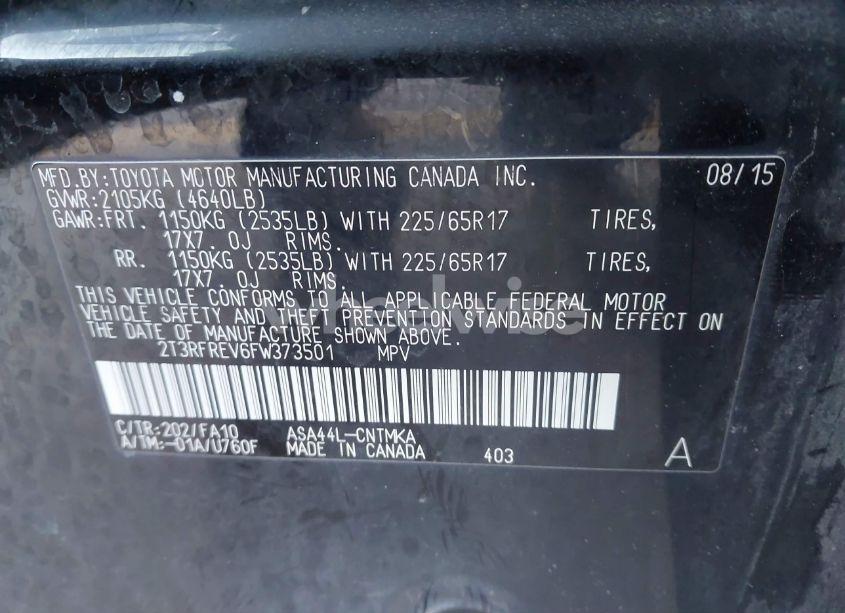 MFD.BY:TOYOTA MOTOR MANUFACTURING CANADA INC. 08/15
GVWR:2105KG (4640LB)
GAWR:FRT. 1150KG (2535LB) WITH 225/65R17 TIRES,
17X7.0J RIMS.
RR. 1150KG (2535LB) WITH 225/65R17 TIRES,
17X7.0J RIMS.
THIS VEHICLE CONFORMS TO ALL APPLICABLE FEDERAL MOTOR
VEHICLE SAFETY AND THEFT PREVENTION STANDARDS IN EFFECT ON
THE DATE OF MANUFACTURE SHOWN ABOVE.
2T3RFREV6FW373501 MPV
C/TR:202/FA10 ASA44L-CNTMKA
A/TM:-01A/U760F MADE IN CANADA 403 A